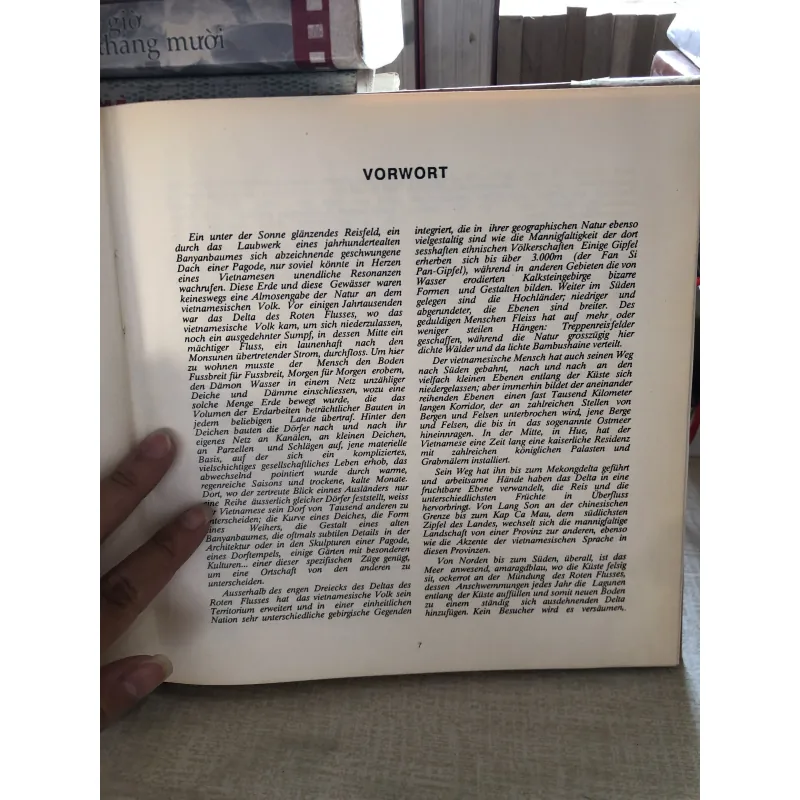 giờ
tháng mười
VORWORT
Ein unter der Sonne glänzendes Reisfeld, ein
durch das Laubwerk eines jahrhundertealten
Banyanbaumes sich abzeichnende geschwungene
Dach einer Pagode, nur soviel könnte in Herzen
eines Vietnamesen unendliche Resonanzen
wachrufen. Diese Erde und diese Gewässer waren
keineswegs eine Almosengabe der Natur an dem
vietnamesischen Volk. Vor einigen Jahrtausenden
war das Delta des Roten Flusses, wo das
vietnamesische Volk kam, um sich niederzulassen,
noch ein ausgedehnter Sumpf, in dessen Mitte ein
mächtiger Fluss, ein launenhaft nach den
Monsunen übertretender Strom, durchfloss. Um hier
zu wohnen musste der Mensch den Boden
Fussbreit für Fussbreit, Morgen für Morgen erobern,
den Dämon Wasser in einem Netz unzähliger
Deiche und Dämme einschliessen, wozu eine
solche Menge Erde bewegt wurde, die das
Volumen der Erdarbeiten beträchtlicher Bauten in
jedem beliebigen Lande übertraf. Hinter den
Deichen bauten die Dörfer nach und nach ihr
eigenes Netz an Kanälen, an kleinen Deichen,
an Parzellen und Schlägen auf, jene materielle
Basis, auf der sich ein kompliziertes,
vielschichtiges gesellschaftliches Leben erhob, das
abwechselnd pointiert wurde durch warme,
regenreiche Saisons und trockene, kalte Monate.
Dort, wo der zertreute Blick einnes Ausländers nur
eine Reihe äusserlich gleicher Dörfer feststellt, weiss
Vietnamese sein Dorf von Tausend anderen zu
unterscheiden; die Kurve eines Deiches, die Form
eines Weihers, die Gestalt eines alten
Banyanbaumes, die oftmals subtilen Details in der
Architektur oder in den Skulpturen einer Pagode,
eines Dorftempels, einige Gärten mit besonderen
Kulturen... einer dieser spezifischen Züge genügt,
um eine Ortschaft von den anderen zu
unterscheiden.
Ausserhalb des engen Dreiecks des Deltas des
Roten Flusses hat das vietnamesische Volk sein
Territorium erweitert und in einer einheitlichen
Nation sehr unterschiedliche gebirgische Gegenden
integriert, die in ihrer geographischen Natur ebenso
vielgestaltig sind wie die Mannigfaltigkeit der dort
sesshaften ethnischen Völkerschaften Einige Gipfel
erherben sich bis über 3.000m (der Fan Si
Pan-Gipfel), während in anderen Gebieten die von
Wasser erodierten Kalksteingebirge bizarre
Formen und Gestalten bilden. Weiter im Süden
gelegen sind die Hochländer; niedriger und
abgerundeter, die Ebenen sind breiter. Des
geduldigen Menschen Fleiss hat auf mehr oder
weniger steilen Hängen: Treppenreisfelder
geschaffen, während die Natur grosszügig hier
dichte Wälder und da lichte Bambushaine verteilt.
Der vietnamesische Mensch hat auch seinen Weg
nach Süden gebahnt, nach und nach an den
vielfach kleinen Ebenen entlang der Küste sich
niedergelassen; aber immerhin bildet der aneinander
reihenden Ebenen einen fast Tausend Kilometer
langen Korridor, der an zahlreichen Stellen von
Bergen und Felsen unterbrochen wird, jene Berge
und Felsen, die bis in das sogenannte Ostmeer
hineinnragen. In der Mitte, in Hue, hat der
Vietnamese eine Zeit lang eine kaiserliche Residenz
mit zahlreichen königlichen Palasten und
Grabmälern installiert.
Sein Weg hat ihn bis zum Mekongdelta geführt
und arbeitsame Hände haben das Delta in eine
fruchtbare Ebene verwandelt, die Reis und die
unterschiedlichsten Früchte in Überfluss
hervorbringt. Von Lang Son an der chinesischen
Grenze bis zum Kap Ca Mau, dem südlichsten
Zipfel des Landes, wechselt sich die mannigfaltige
Landschaft von einer Provinz zur anderen, ebenso
wie die Akzente der vietnamesischen Sprache in
diesen Provinzen.
Von Norden bis zum Süden, überall, ist das
Meer anwesend, amaragdblau, wo die Küste felsig
sit, ockerrot an der Mündung des Roten Flusses,
dessen Anschwemmungen jedes Jahr die Lagunen
entlang der Küste auffüllen und somit neuen Boden
zu einem ständig sich ausdehnenden Delta
hinzufügen. Kein Besucher wird es versäumen,
7